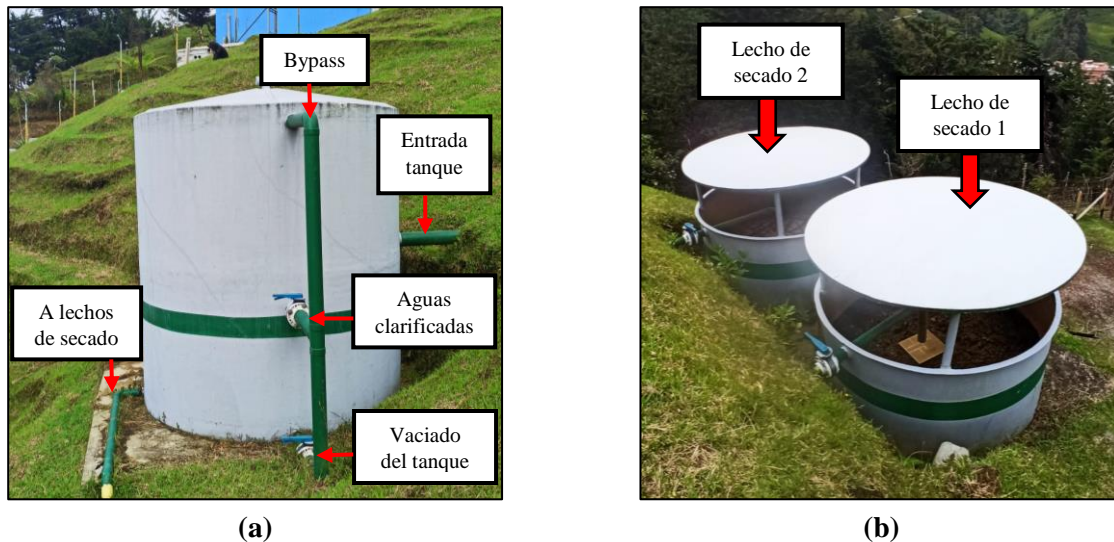 Bypass
Entrada
tanque
A lechos
de secado
Aguas
clarificadas
Vaciado
del tanque
(a)
Lecho de
secado 2
Lecho de
secado 1
(b)